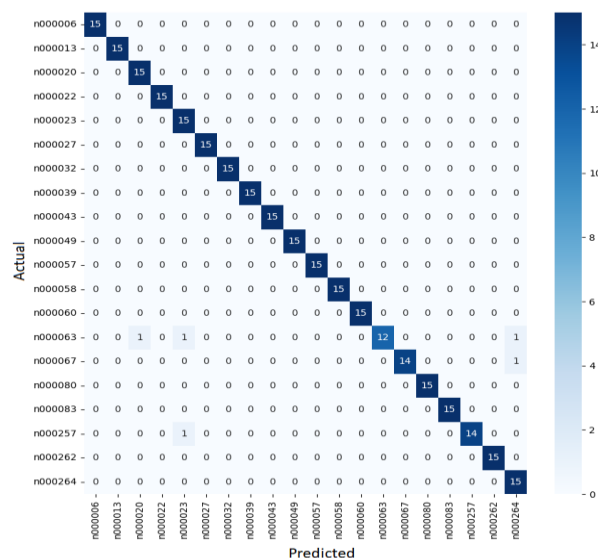 n000006 15 0 0 0 0 0 0 0 0 0 0 0 0 0 0 0 0 0 0 0
n000013 0 15 0 0 0 0 0 0 0 0 0 0 0 0 0 0 0 0 0 0
n000020 0 0 15 0 0 0 0 0 0 0 0 0 0 0 0 0 0 0 0 0
n000022 0 0 0 15 0 0 0 0 0 0 0 0 0 0 0 0 0 0 0 0
n000023 0 0 0 0 15 0 0 0 0 0 0 0 0 0 0 0 0 0 0 0
n000027 0 0 0 0 0 15 0 0 0 0 0 0 0 0 0 0 0 0 0 0
n000032 0 0 0 0 0 0 15 0 0 0 0 0 0 0 0 0 0 0 0 0
n000039 0 0 0 0 0 0 0 15 0 0 0 0 0 0 0 0 0 0 0 0
n000043 0 0 0 0 0 0 0 0 15 0 0 0 0 0 0 0 0 0 0 0
n000049 0 0 0 0 0 0 0 0 0 15 0 0 0 0 0 0 0 0 0 0
n000057 0 0 0 0 0 0 0 0 0 0 15 0 0 0 0 0 0 0 0 0
n000058 0 0 0 0 0 0 0 0 0 0 0 15 0 0 0 0 0 0 0 0
n000060 0 0 0 0 0 0 0 0 0 0 0 0 15 0 0 0 0 0 0 0
n000063 0 0 1 0 1 0 0 0 0 0 0 0 0 12 0 0 0 0 0 1
n000067 0 0 0 0 0 0 0 0 0 0 0 0 0 0 14 0 0 0 0 1
n000080 0 0 0 0 0 0 0 0 0 0 0 0 0 0 0 15 0 0 0 0
n000083 0 0 0 0 0 0 0 0 0 0 0 0 0 0 0 0 15 0 0 0
n000257 0 0 0 0 1 0 0 0 0 0 0 0 0 0 0 0 0 14 0 0
n000262 0 0 0 0 0 0 0 0 0 0 0 0 0 0 0 0 0 0 15 0
n000264 0 0 0 0 0 0 0 0 0 0 0 0 0 0 0 0 0 0 0 15
Actual
n000006 n000013 n000020 n000022 n000023 n000027 n000032 n000039 n000043 n000049 n000057 n000058 n000060 n000063 n000067 n000080 n000083 n000257 n000262 n000264
Predicted
14
12
10
8
6
4
2
0